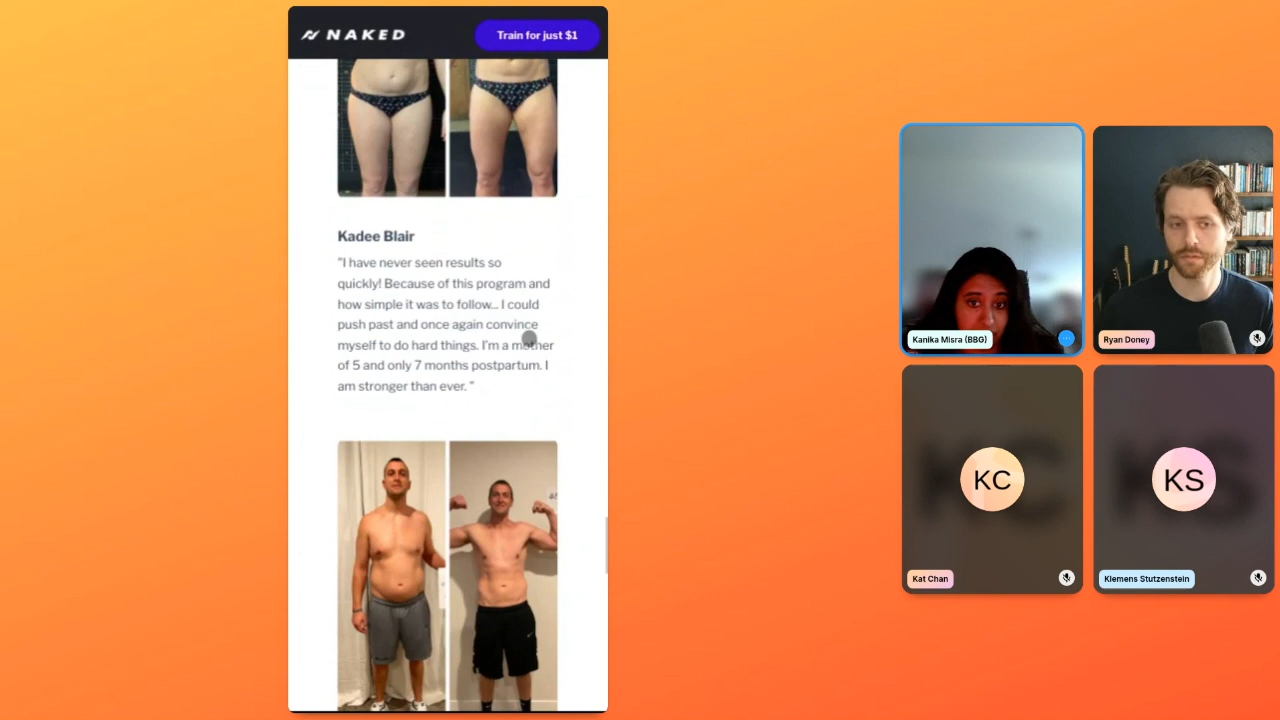 NAKED
Train for just $1
Kadee Blair
"I have never seen results so
quickly! Because of this program and
how simple it was to follow... I could
push past and once again convince
myself to do hard things. I'm a mother
of 5 and only 7 months postpartum. I
am stronger than ever. "
Kanika Misra (BBG)
Ryan Doney
KC
KS
Kat Chan
Klemens Stutzenstein